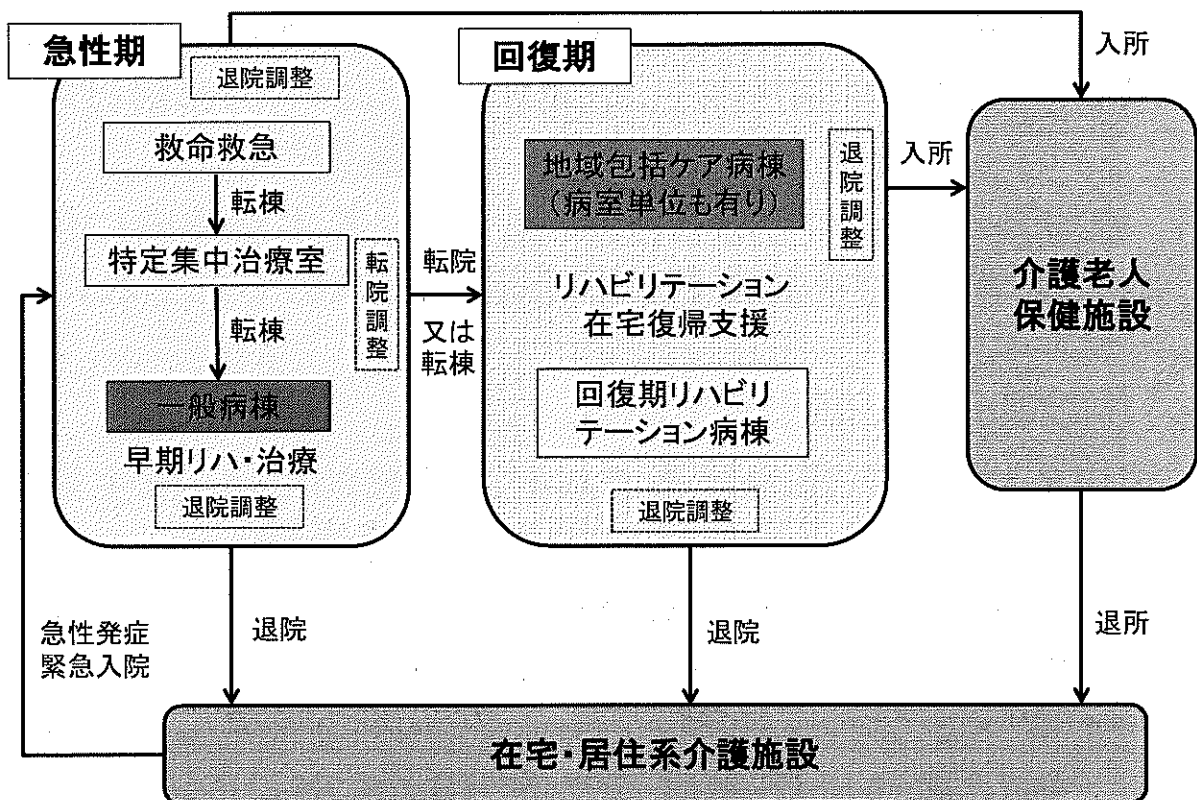 急性期
退院調整
救命救急
転棟
特定集中治療室
転棟
一般病棟
早期リハ・治療
退院調整
転院調整
転院
又は
転棟
回復期
地域包括ケア病棟
(病室単位も有り)
リハビリテーション
在宅復帰支援
回復期リハビリ
テーション病棟
退院調整
退院調整
入所
入所
介護老人
保健施設
急性発症
緊急入院
退院
退院
退所
在宅・居住系介護施設